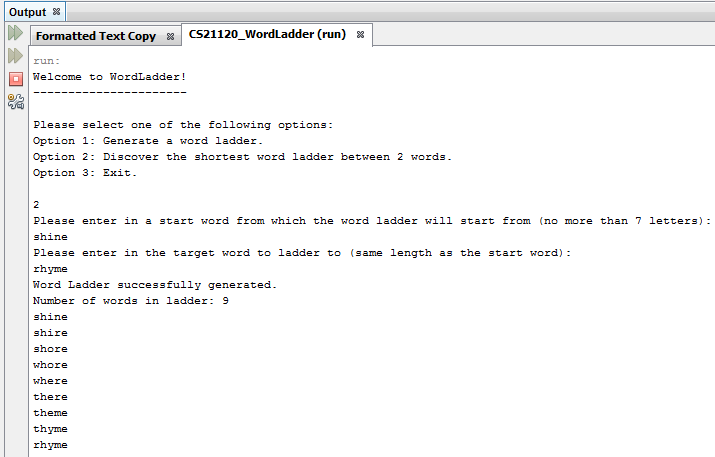 Output
Formatted Text Copy
CS21120_WordLadder (run)
run:
Welcome to WordLadder!
----------------------
Please select one of the following options:
Option 1: Generate a word ladder.
Option 2: Discover the shortest word ladder between 2 words.
Option 3: Exit.
2
Please enter in a start word from which the word ladder will start from (no more than 7 letters):
shine
Please enter in the target word to ladder to (same length as the start word):
rhyme
Word Ladder successfully generated.
Number of words in ladder: 9
shine
shire
shore
whore
where
there
theme
thyme
rhyme